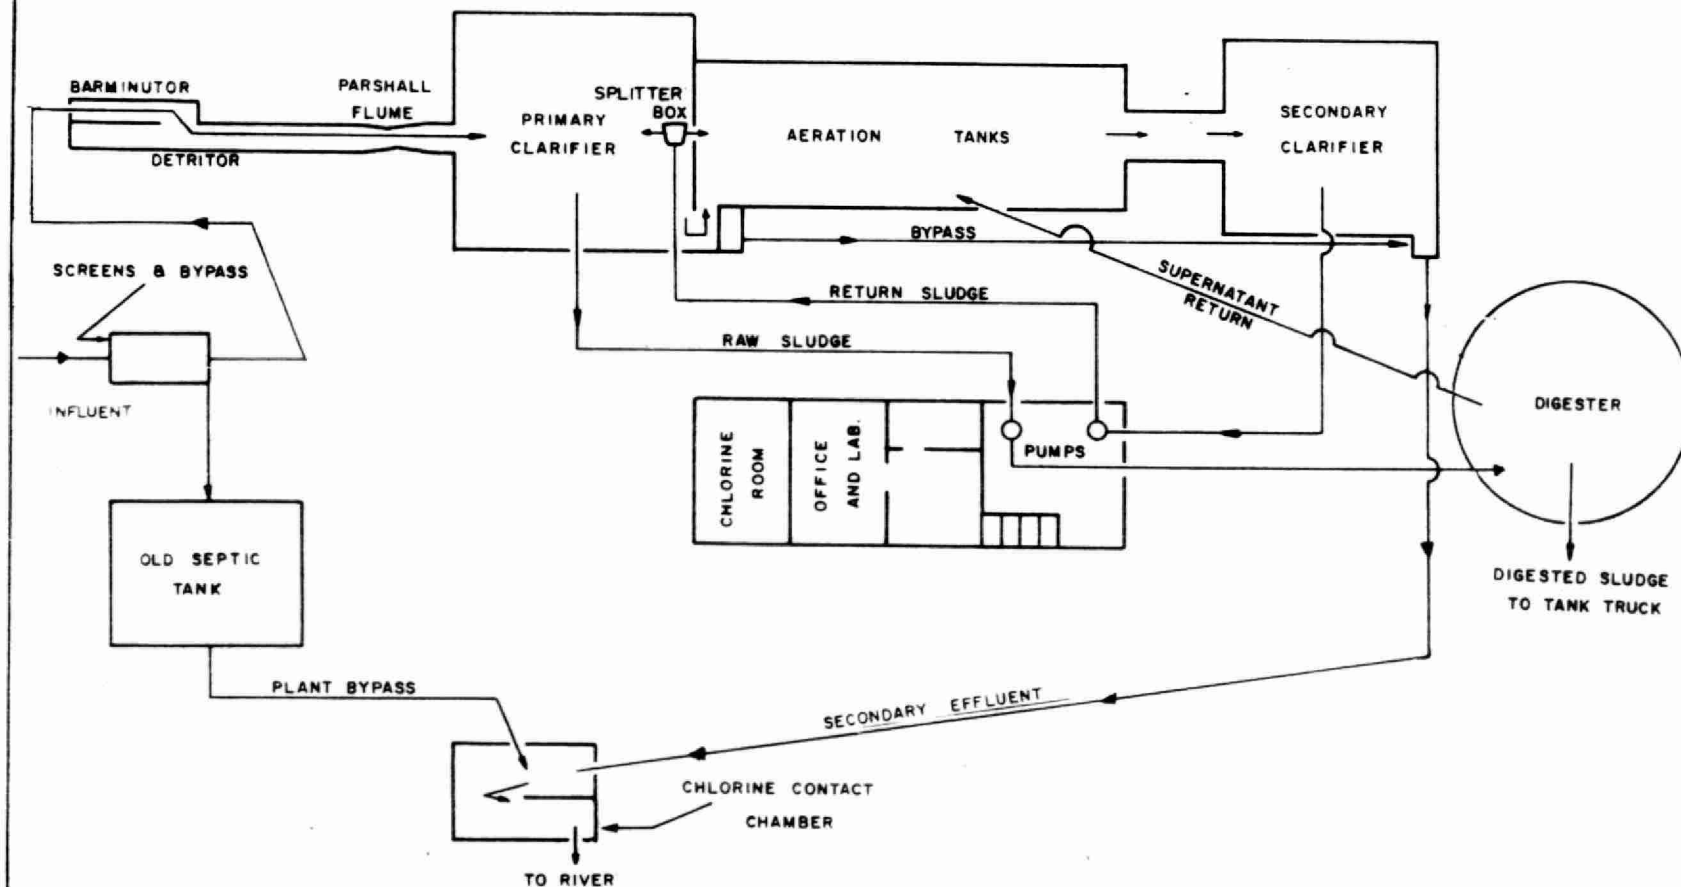 BARMINUTOR
PARSHALL
FLUME
DETRITOR
PRIMARY
CLARIFIER
SPLITTER
BOX
AERATION TANKS
SECONDARY
CLARIFIER
BYPASS
SCREENS & BYPASS
INFLUENT
RETURN SLUDGE
RAW SLUDGE
SUPERNATANT
RETURN
DIGESTER
CHLORINE
ROOM
OFFICE
AND LAB.
PUMPS
OLD SEPTIC
TANK
DIGESTED SLUDGE
TO TANK TRUCK
PLANT BYPASS
SECONDARY EFFLUENT
CHLORINE CONTACT
CHAMBER
TO RIVER